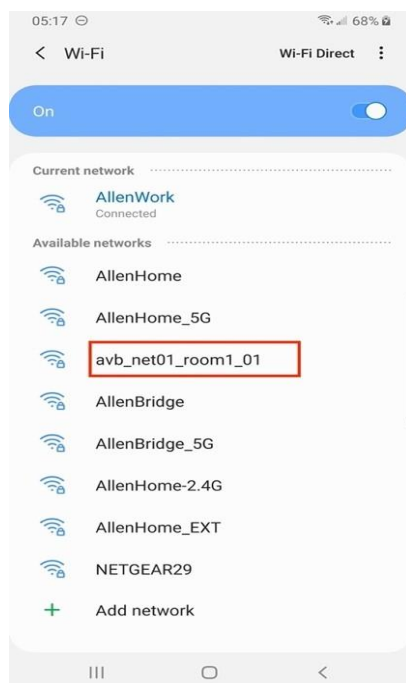 05:17 68%
Wi-Fi Wi-Fi Direct
On
Current network
AllenWork
Connected
Available networks
AllenHome
AllenHome_5G
avb_net01_room1_01
AllenBridge
AllenBridge_5G
AllenHome-2.4G
AllenHome_EXT
NETGEAR29
Add network